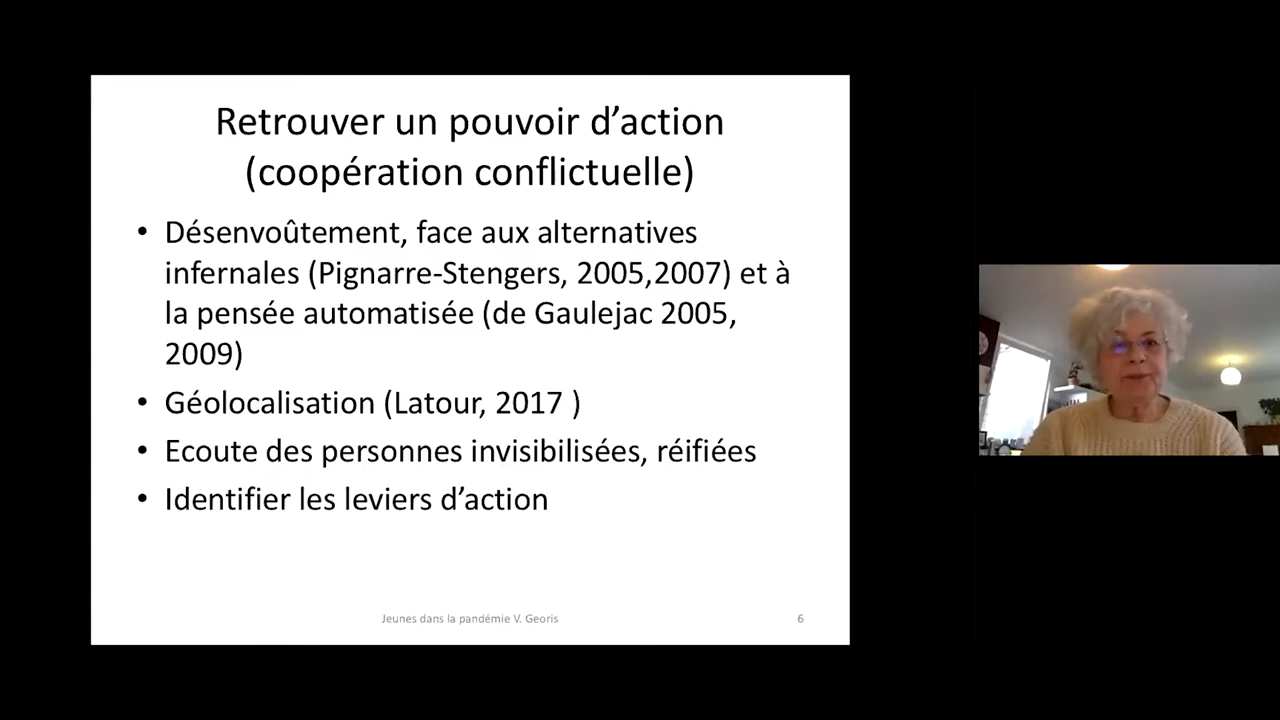 Retrouver un pouvoir d’action
(coopération conflictuelle)
• Désenvoûtement, face aux alternatives
infernales (Pignarre-Stengers, 2005,2007) et à
la pensée automatisée (de Gaulejac 2005,
2009)
• Géolocalisation (Latour, 2017 )
• Ecoute des personnes invisibilisées, réifiées
• Identifier les leviers d’action
Jeunes dans la pandémie V. Georis
6